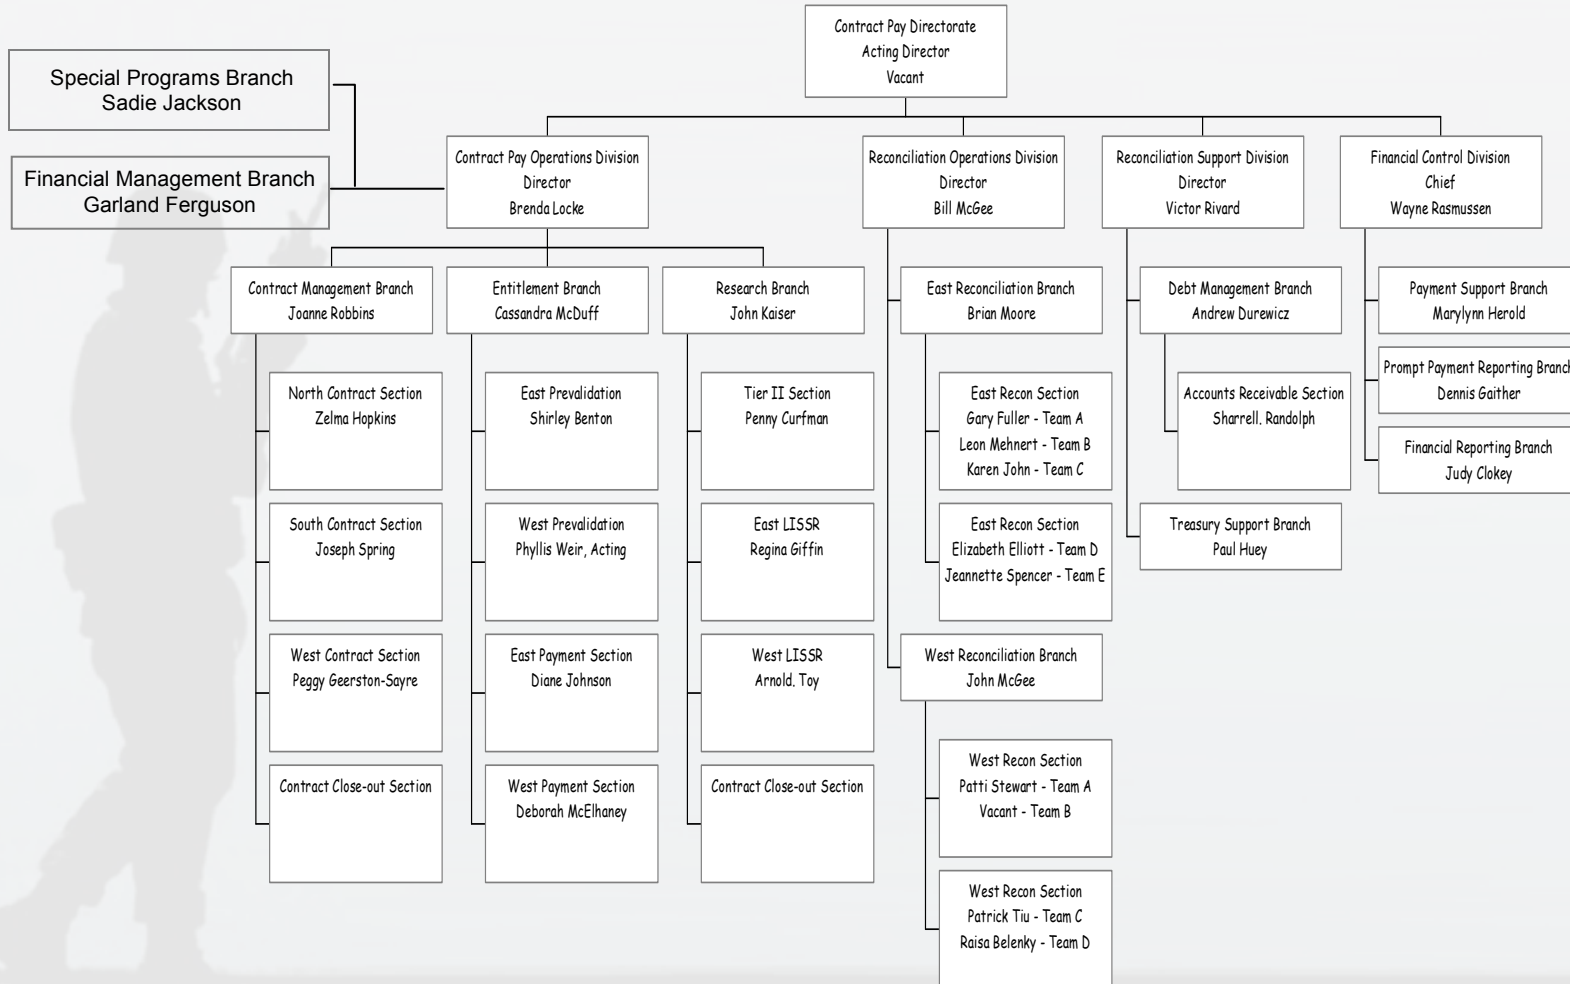 Contract Pay Directorate
Acting Director
Vacant
Special Programs Branch
Sadie Jackson
Financial Management Branch
Garland Ferguson
Contract Pay Operations Division
Director
Brenda Locke
Reconciliation Operations Division
Director
Bill McGee
Reconciliation Support Division
Director
Victor Rivard
Financial Control Division
Chief
Wayne Rasmussen
Contract Management Branch
Joanne Robbins
North Contract Section
Zelma Hopkins
South Contract Section
Joseph Spring
West Contract Section
Peggy Geerston-Sayre
Contract Close-out Section
Entitlement Branch
Cassandra McDuff
East Prevalidation
Shirley Benton
West Prevalidation
Phyllis Weir, Acting
East Payment Section
Diane Johnson
West Payment Section
Deborah McElhaney
Research Branch
John Kaiser
Tier II Section
Penny Curfman
East LISSR
Regina Giffin
West LISSR
Arnold. Toy
Contract Close-out Section
East Reconciliation Branch
Brian Moore
East Recon Section
Gary Fuller - Team A
Leon Mehnert - Team B
Karen John - Team C
East Recon Section
Elizabeth Elliott - Team D
Jeannette Spencer - Team E
West Reconciliation Branch
John McGee
West Recon Section
Patti Stewart - Team A
Vacant - Team B
West Recon Section
Patrick Tiu - Team C
Raisa Belenky - Team D
Debt Management Branch
Andrew Durewicz
Accounts Receivable Section
Sharrell. Randolph
Treasury Support Branch
Paul Huey
Payment Support Branch
Marylynn Herold
Prompt Payment Reporting Branch
Dennis Gaither
Financial Reporting Branch
Judy Clokey